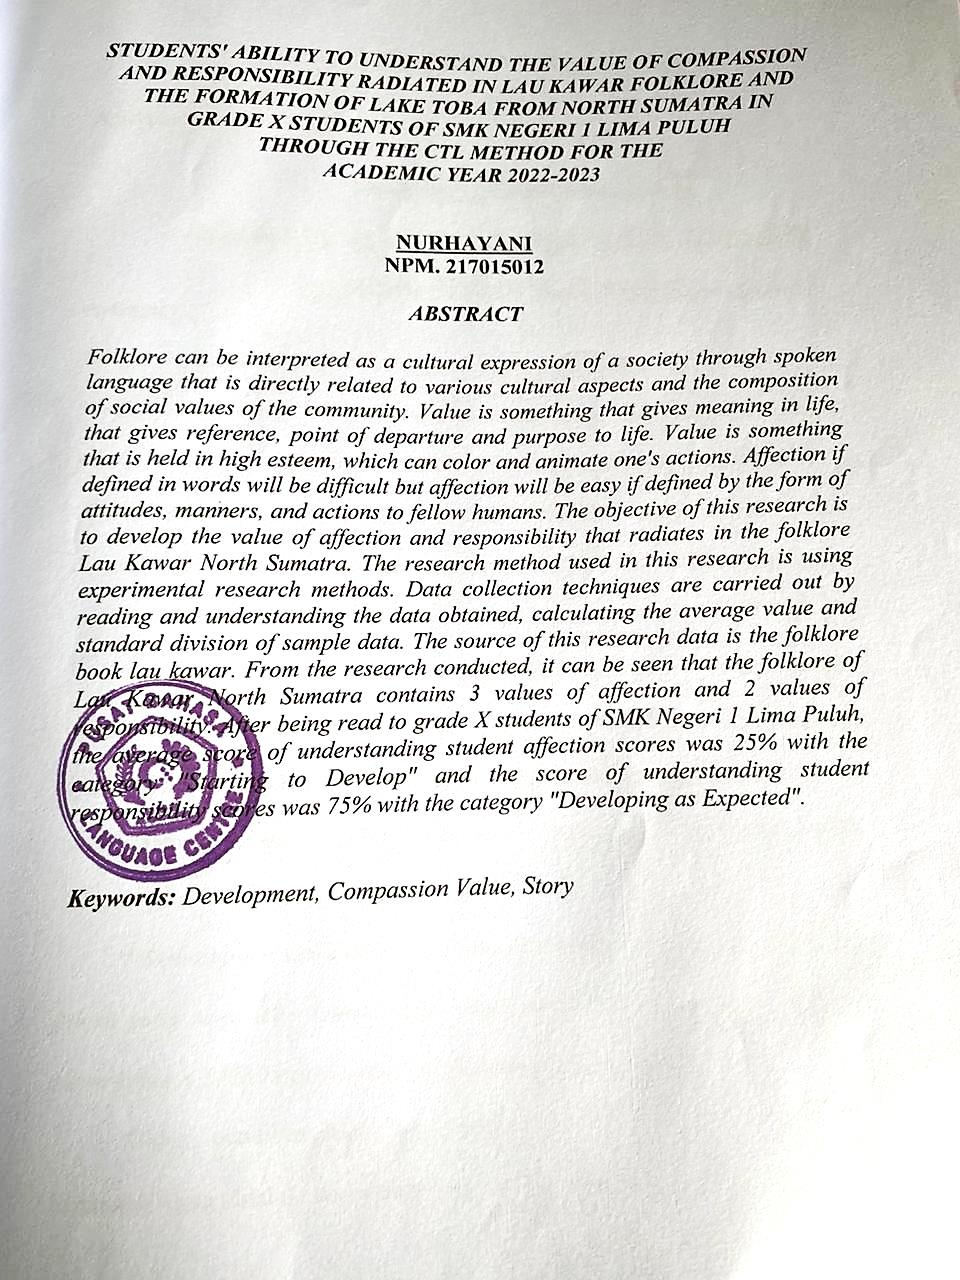 STUDENTS' ABILITY TO UNDERSTAND THE VALUE OF COMPASSION
AND RESPONSIBILITY RADIATED IN LAU KAWAR FOLKLORE AND
THE FORMATION OF LAKE TOBA FROM NORTH SUMATRA IN
GRADE X STUDENTS OF SMK NEGERI 1 LIMA PULUH
THROUGH THE CTL METHOD FOR THE
ACADEMIC YEAR 2022-2023
NURHAYANI
NPM. 217015012
ABSTRACT
Folklore can be interpreted as a cultural expression of a society through spoken
language that is directly related to various cultural aspects and the composition
of social values of the community. Value is something that gives meaning in life,
that gives reference, point of departure and purpose to life. Value is something
that is held in high esteem, which can color and animate one's actions. Affection if
defined in words will be difficult but affection will be easy if defined by the form of
attitudes, manners, and actions to fellow humans. The objective of this research is
to develop the value of affection and responsibility that radiates in the folklore
Lau Kawar North Sumatra. The research method used in this research is using
experimental research methods. Data collection techniques are carried out by
reading and understanding the data obtained, calculating the average value and
standard division of sample data. The source of this research data is the folklore
book lau kawar. From the research conducted, it can be seen that the folklore of
Lau Kawar North Sumatra contains 3 values of affection and 2 values of
responsibility. After being read to grade X students of SMK Negeri 1 Lima Puluh,
the average score of understanding student affection scores was 25% with the
category "Starting to Develop" and the score of understanding student
responsibility scores was 75% with the category "Developing as Expected".
PUSAT BAHASA
LANGUAGE CENTRE
Keywords: Development, Compassion Value, Story